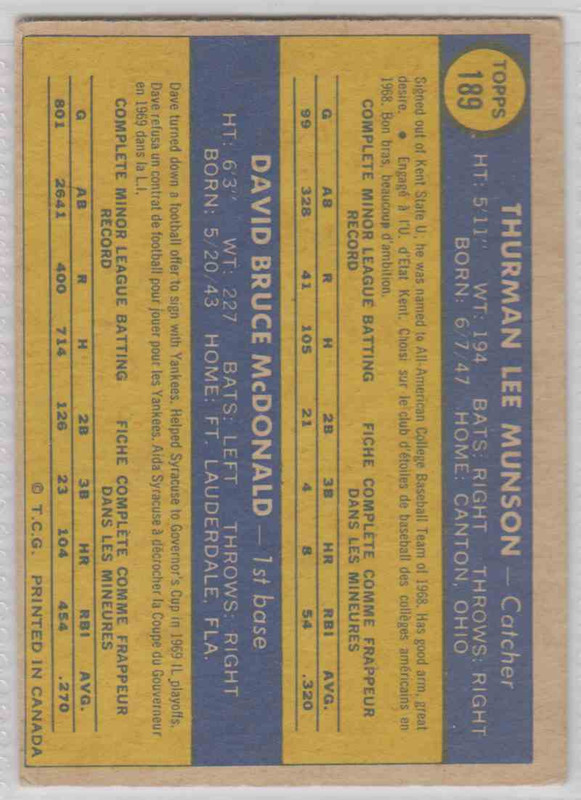 TOPPS
189
THURMAN LEE MUNSON — Catcher
HT: 5'11" WT: 194 BATS: RIGHT THROWS: RIGHT
BORN: 6/7/47 HOME: CANTON, OHIO
Signed out of Kent State U. he was named to All-American College Baseball Team of 1968. Has good arm, great
desire. ● Engagé à l'U. d'Etat Kent. Choisi sur le club d'étoiles de baseball des collèges américains en
1968. Bon bras, beaucoup d'ambition.
COMPLETE MINOR LEAGUE BATTING RECORD
FICHE COMPLÈTE COMME FRAPPEUR DANS LES MINEURES
G AB R H 2B 3B HR RBI AVG.
99 328 41 105 21 4 8 54 .320
DAVID BRUCE McDONALD — 1st base
HT: 6'3" WT: 227 BATS: LEFT THROWS: RIGHT
BORN: 5/20/43 HOME: FT. LAUDERDALE, FLA.
Dave turned down a football offer to sign with Yankees. Helped Syracuse to Governor's Cup in 1969 IL playoffs.
Dave refusa un contrat de football pour jouer pour les Yankees. Aida Syracuse à décrocher la Coupe du Gouverneur
en 1969 dans la L.I.
COMPLETE MINOR LEAGUE BATTING RECORD
FICHE COMPLÈTE COMME FRAPPEUR DANS LES MINEURES
G AB R H 2B 3B HR RBI AVG.
801 2641 400 714 126 23 104 454 .270
© T.C.G. PRINTED IN CANADA